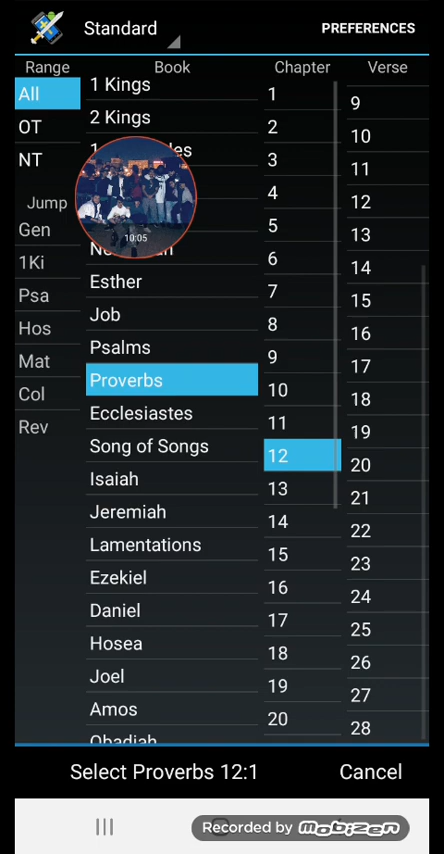 Standard
PREFERENCES
Range
Book
Chapter
Verse
All
OT
NT
Jump
Gen
1Ki
Psa
Hos
Mat
Col
Rev
1 Kings
2 Kings
10:05
Esther
Job
Psalms
Proverbs
Ecclesiastes
Song of Songs
Isaiah
Jeremiah
Lamentations
Ezekiel
Daniel
Hosea
Joel
Amos
Obadiah
1
2
3
4
5
6
7
8
9
10
11
12
13
14
15
16
17
18
19
20
9
10
11
12
13
14
15
16
17
18
19
20
21
22
23
24
25
26
27
28
Select Proverbs 12:1
Cancel
Recorded by Mobizen